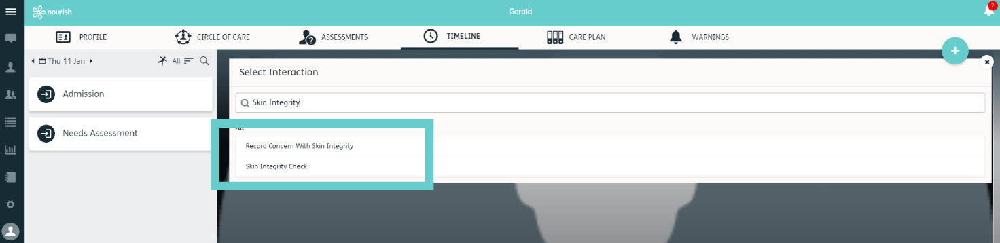 nourish
Gerald
2
PROFILE
CIRCLE OF CARE
ASSESSMENTS
TIMELINE
CARE PLAN
WARNINGS
Thu 11 Jan
All
Select Interaction
Skin Integrity
Admission
Needs Assessment
All
Record Concern With Skin Integrity
Skin Integrity Check